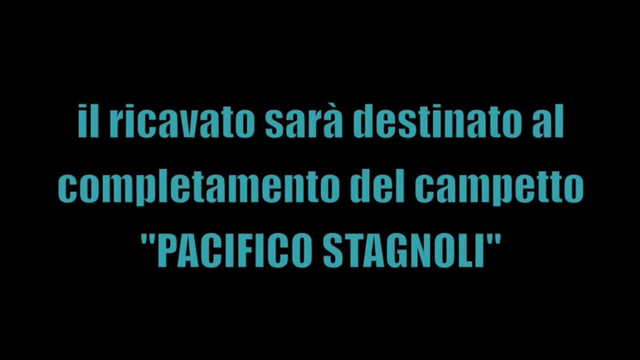 il ricavato sarà destinato al
completamento del campetto
"PACIFICO STAGNOLI"